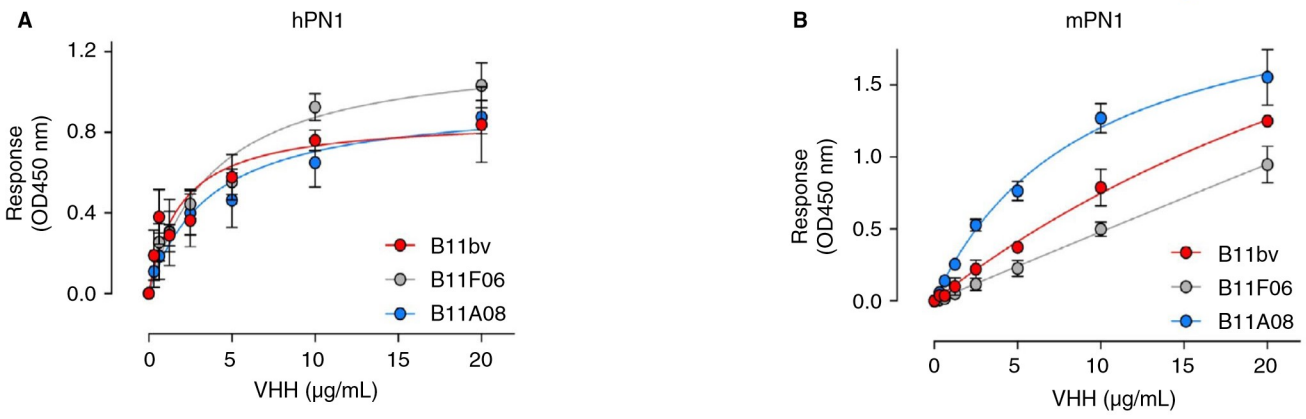 A
hPN1
1.2
0.8
0.4
0.0
Response
(OD450 nm)
B11bv
B11F06
B11A08
0 5 10 15 20
VHH (µg/mL)
B
mPN1
1.5
1.0
0.5
0.0
Response
(OD450 nm)
B11bv
B11F06
B11A08
0 5 10 15 20
VHH (µg/mL)